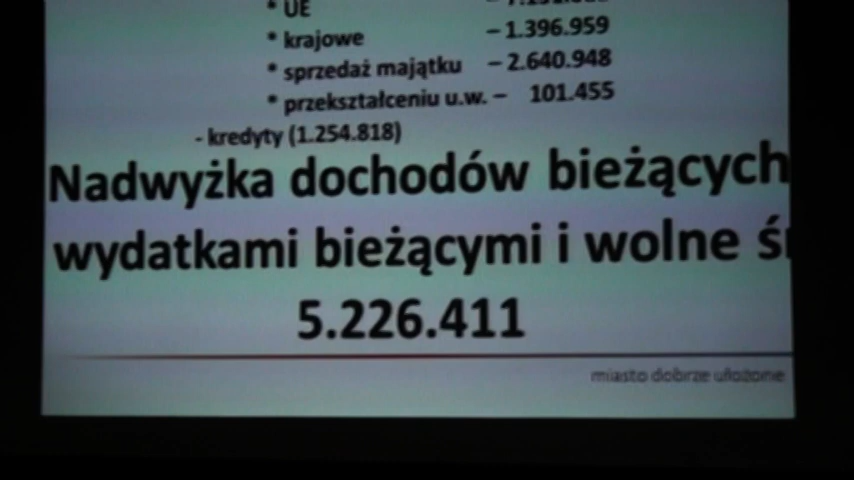 * UE
* krajowe – 1.396.959
* sprzedaż majątku – 2.640.948
* przekształceniu u.w. – 101.455
- kredyty (1.254.818)
Nadwyżka dochodów bieżących
wydatkami bieżącymi i wolne
5.226.411
miasto dobrze ułożone